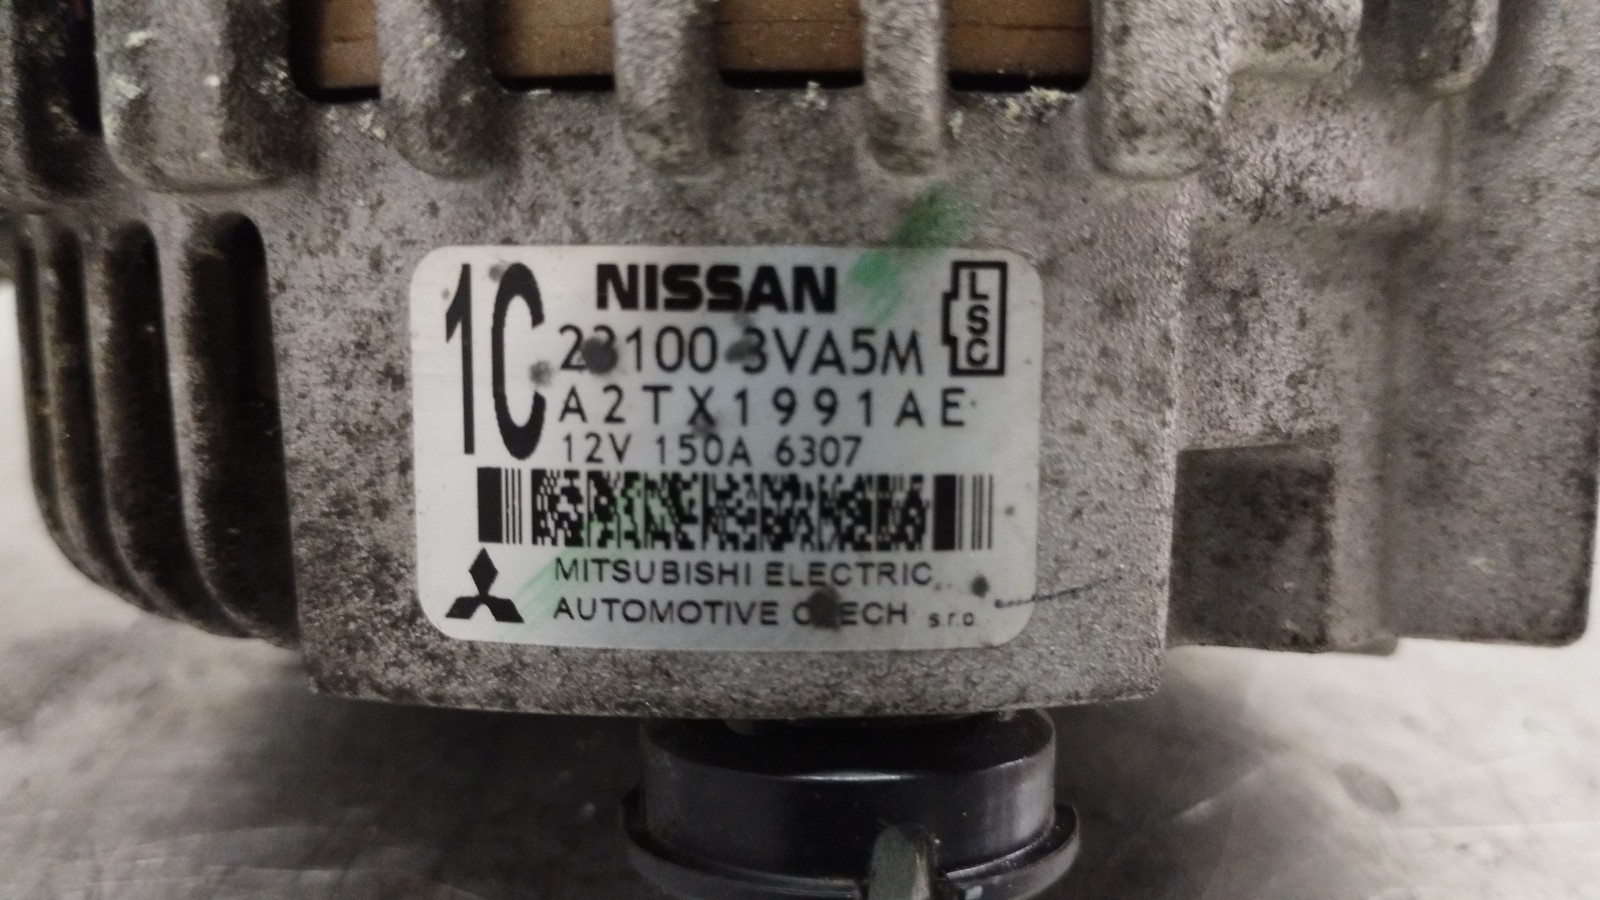 1C
NISSAN
LSC
23100 3VA5M
A2TX1991AE
12V 150A 6307
MITSUBISHI ELECTRIC
AUTOMOTIVE CZECH s.r.o.